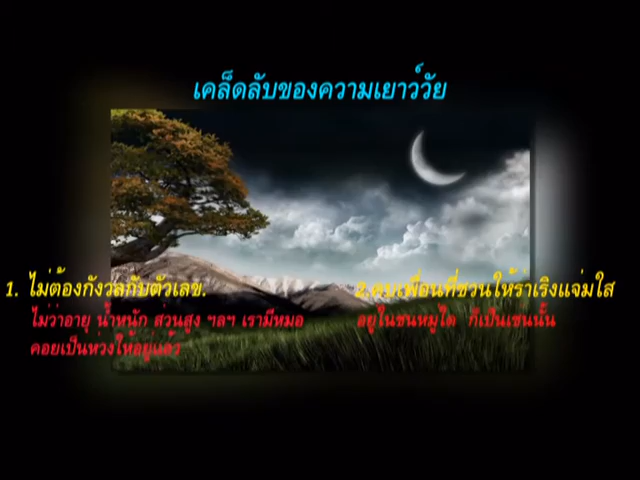 เคล็ดลับของความเยาว์วัย
1. ไม่ต้องกังวลกับตัวเลข.
ไม่ว่าอายุ น้ำหนัก ส่วนสูง ฯลฯ เรามีหมอ
คอยเป็นห่วงให้อยู่แล้ว
2.คบเพื่อนที่ชวนให้ร่าเริงแจ่มใส
อยู่ในชนหมู่ใด ก็เป็นเช่นนั้น